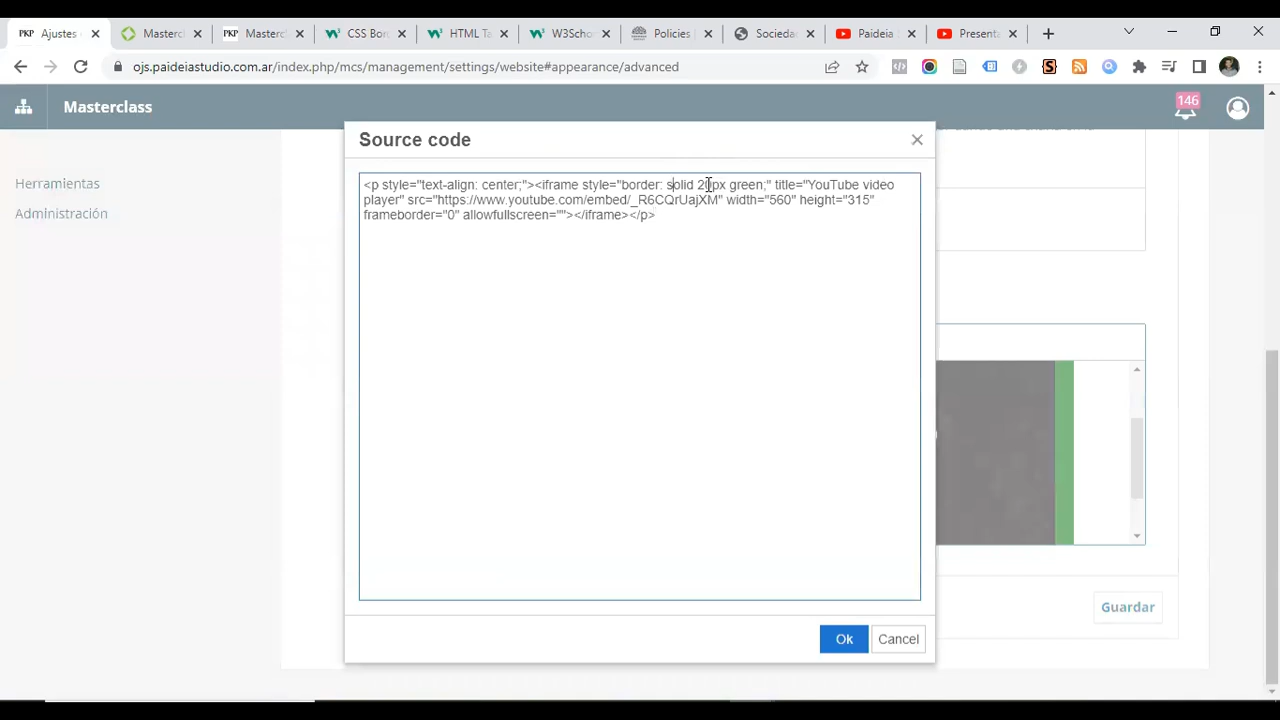 PKP Ajustes
Masterc
PKP Mastercl
CSS Bor
HTML Ta
W3Scho
Policies
Socieda
Paideia S
Presenta
ojs.paideiastudio.com.ar/index.php/mcs/management/settings/website#appearance/advanced
Masterclass
146
Herramientas
Administración
Source code
<p style="text-align: center;"><iframe style="border: solid 20px green;" title="YouTube video
player" src="https://www.youtube.com/embed/_R6CQrUajXM" width="560" height="315"
frameborder="0" allowfullscreen=""></iframe></p>
Guardar
Ok
Cancel